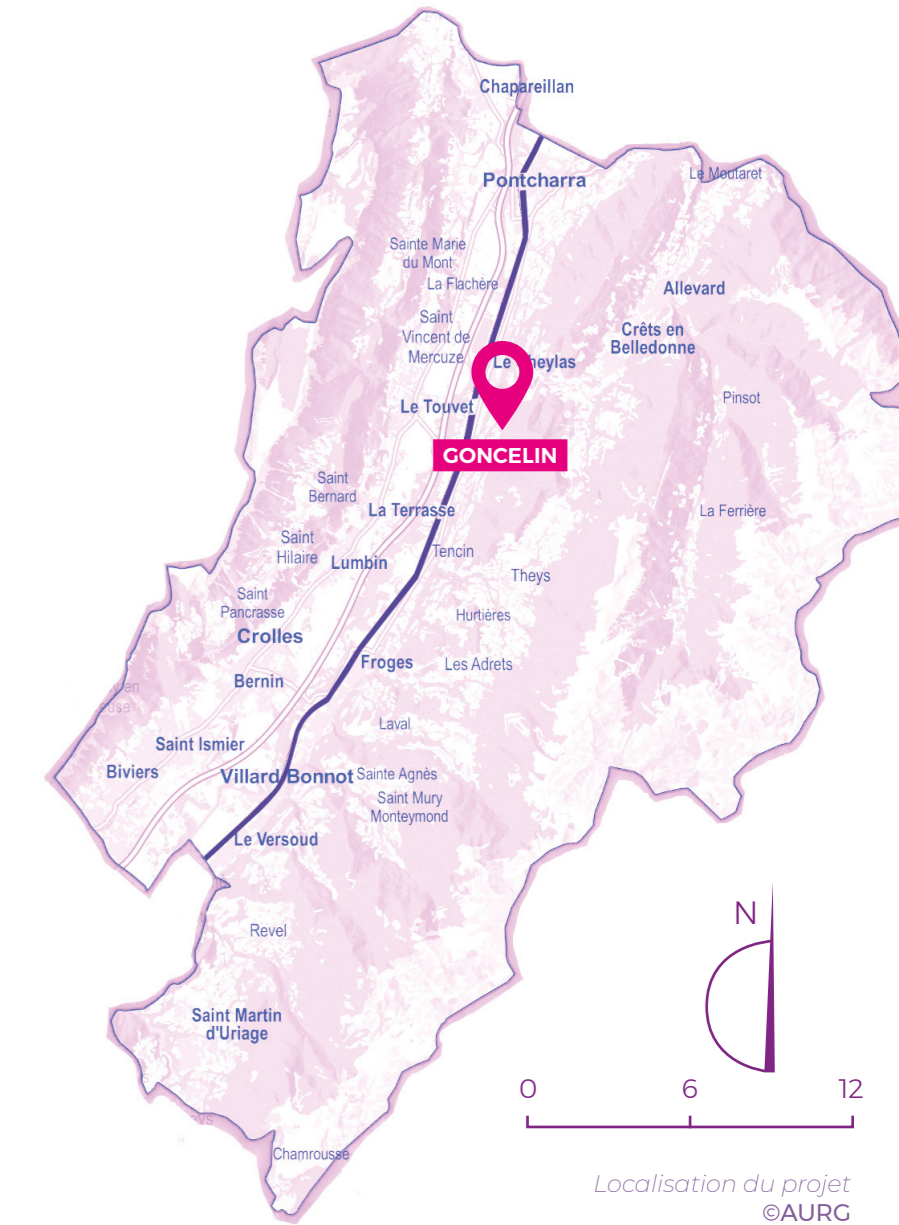 Chapareillan
Pontcharra
Le Moutaret
Sainte Marie
du Mont
La Flachère
Allevard
Saint
Vincent de
Mercuze
Crêts en
Belledonne
Le heylas
Pinsot
Le Touvet
GONCELIN
Saint
Bernard
La Terrasse
La Ferrière
Saint
Hilaire
Lumbin
Tencin
Theys
Saint
Pancrasse
Hurtières
Crolles
Froges
Les Adrets
Bernin
Laval
Saint Ismier
Biviers
Villard Bonnot
Sainte Agnès
Saint Mury
Monteymond
Le Versoud
Revel
N
Saint Martin
d'Uriage
0 6 12
Chamrousse
Localisation du projet
©AURG